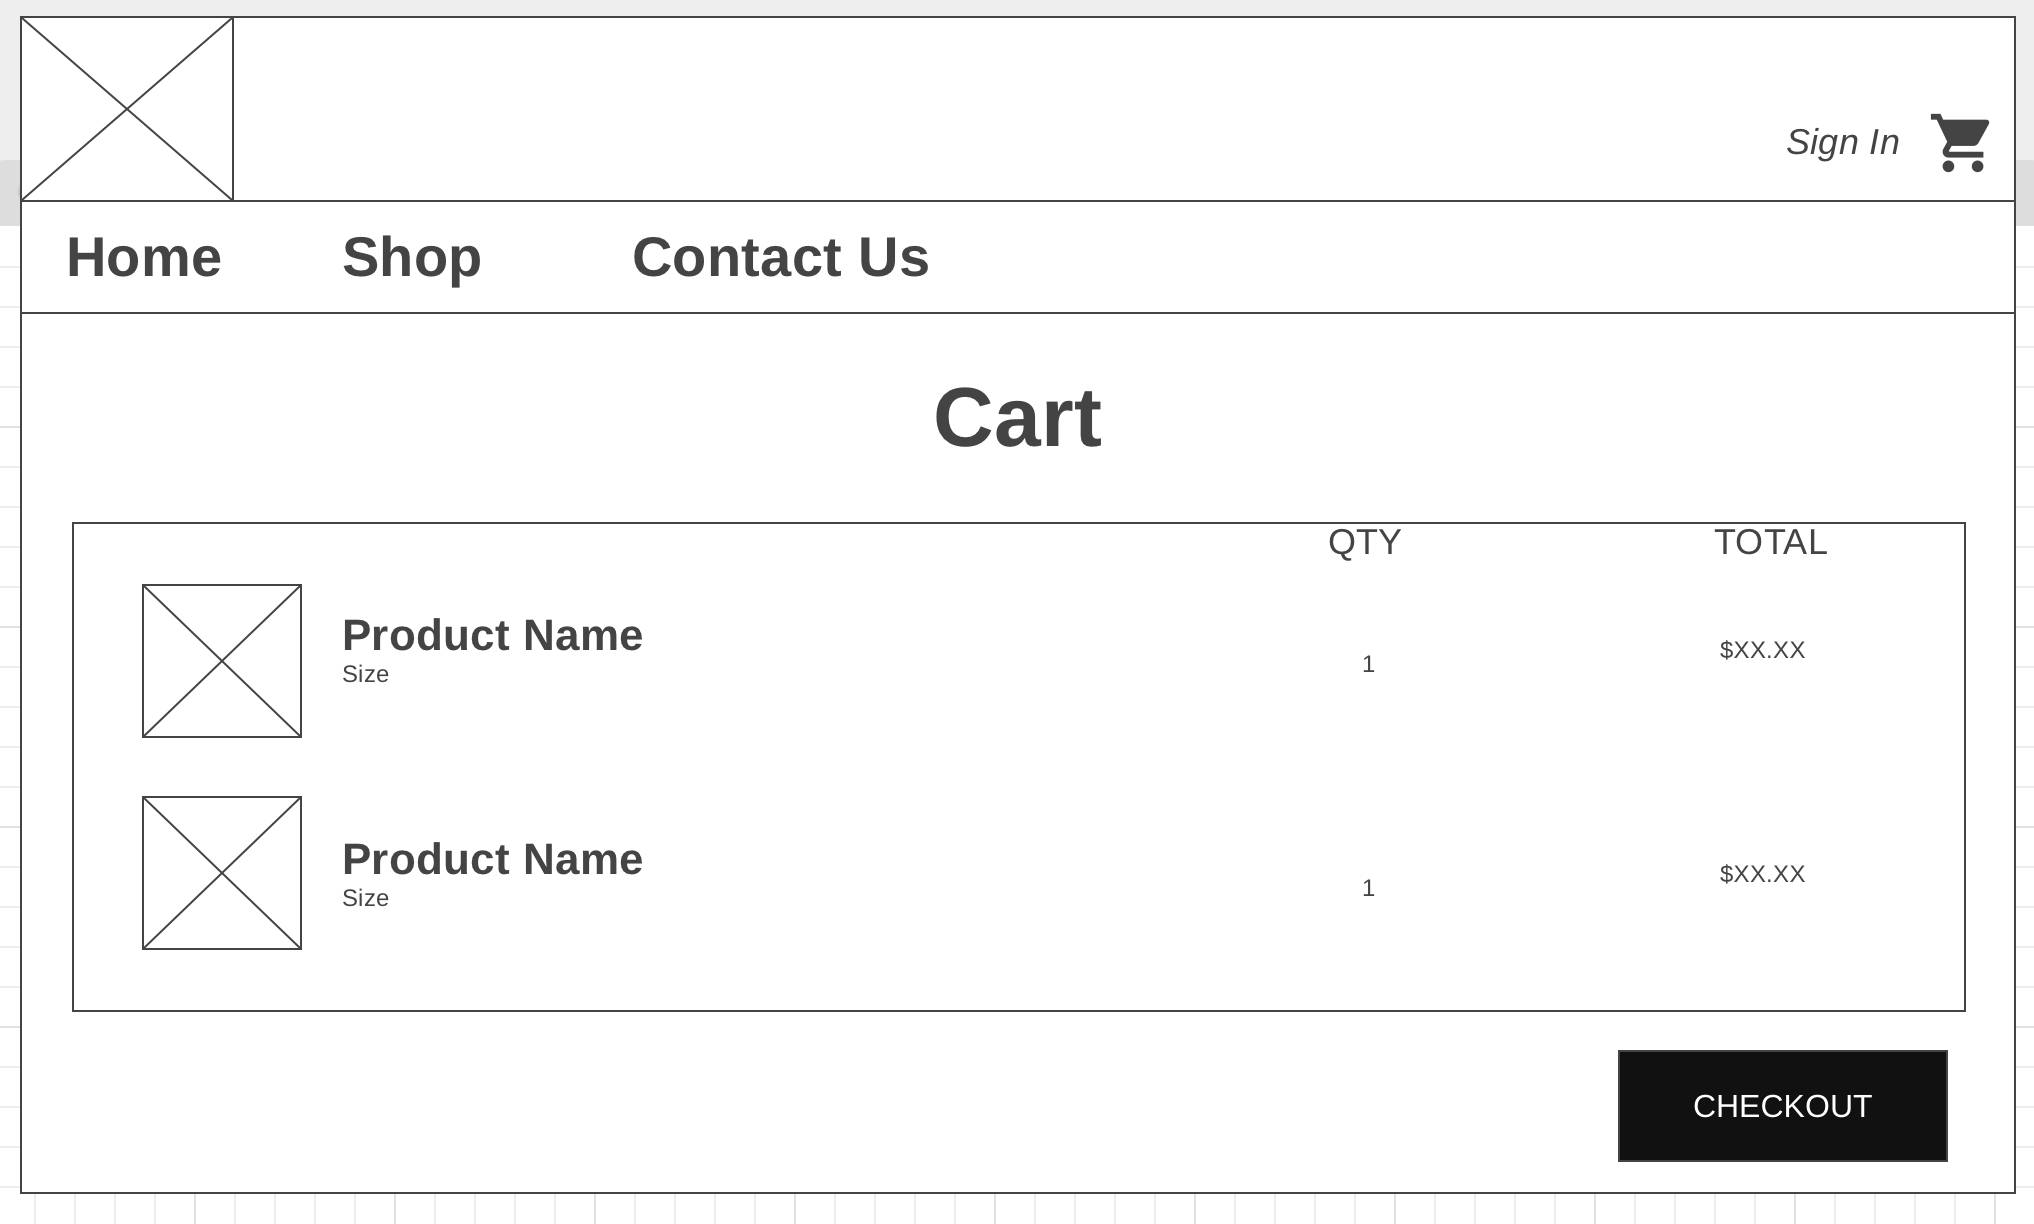 Sign In
Home Shop Contact Us
Cart
QTY TOTAL
Product Name
Size
1
$XX.XX
Product Name
Size
1
$XX.XX
CHECKOUT